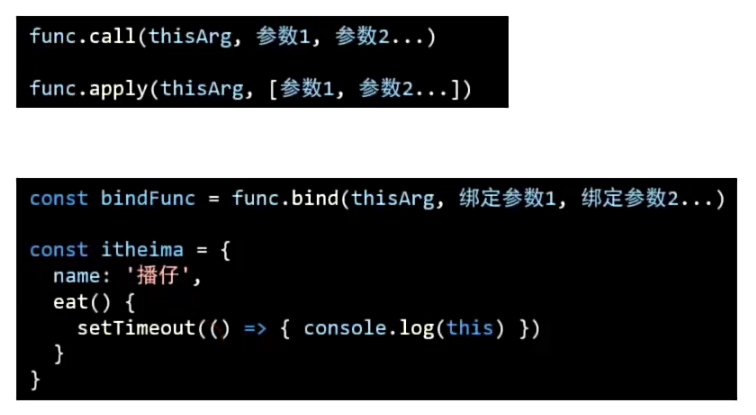 func.call(thisArg, 参数1, 参数2...)
func.apply(thisArg, [参数1, 参数2...])
const bindFunc = func.bind(thisArg, 绑定参数1, 绑定参数2...)
const itheima = {
  name: '播仔',
  eat() {
    setTimeout(() => { console.log(this) })
  }
}